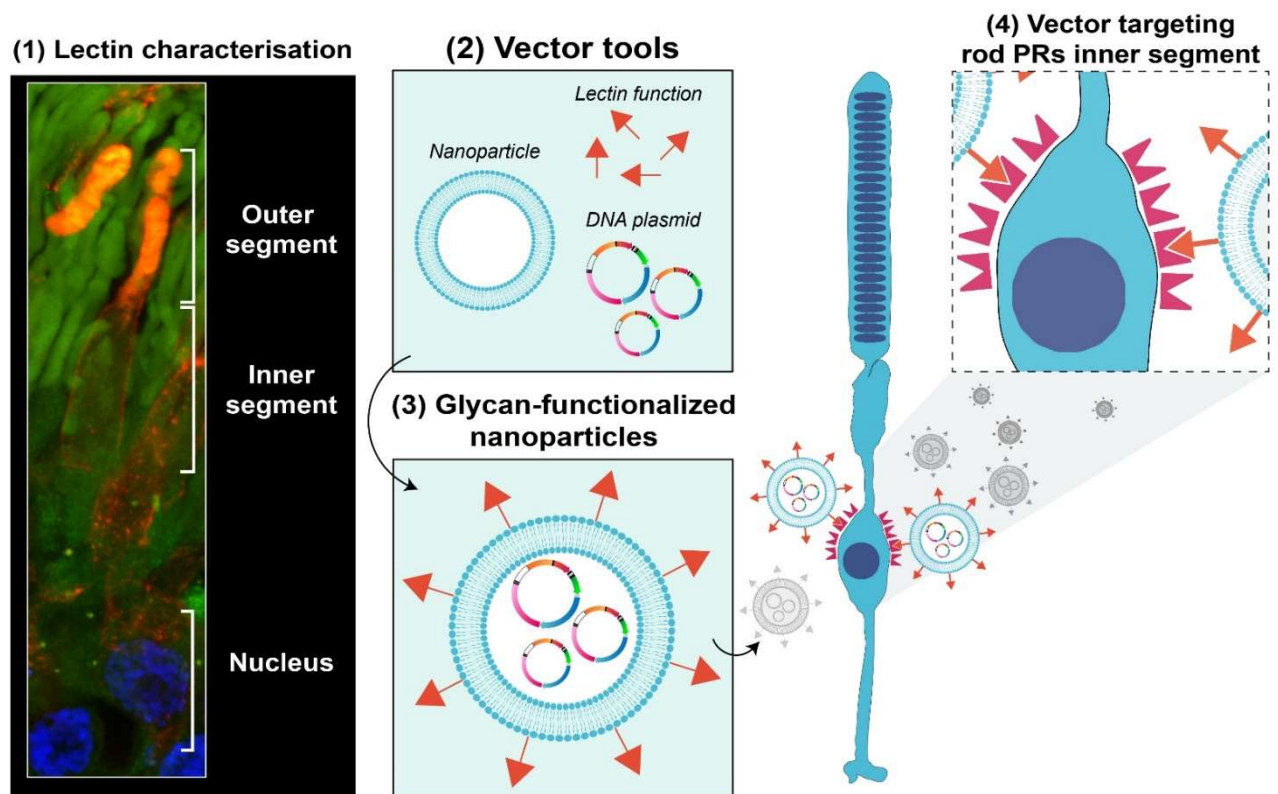 (1) Lectin characterisation
Outer
segment
Inner
segment
Nucleus
(2) Vector tools
Lectin function
Nanoparticle
DNA plasmid
(3) Glycan-functionalized
nanoparticles
(4) Vector targeting
rod PRs inner segment